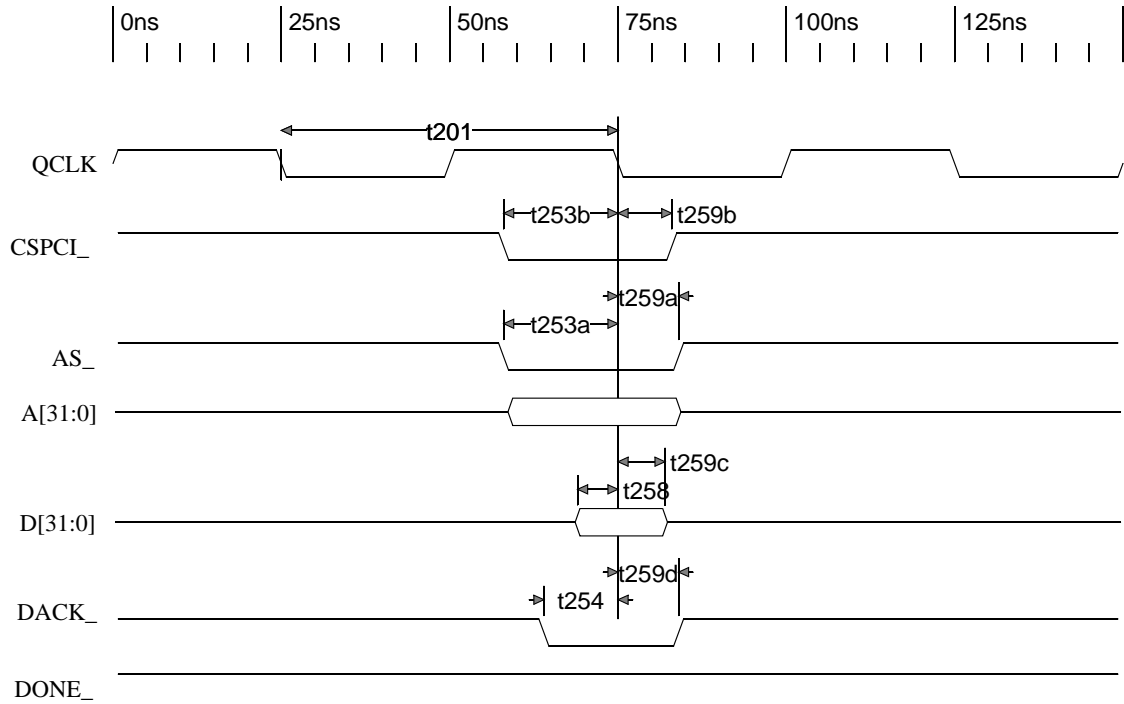 0ns 25ns 50ns 75ns 100ns 125ns
t201
QCLK
t253b t259b
CSPCI_
t259a
t253a
AS_
A[31:0]
t259c
t258
D[31:0]
t259d
t254
DACK_
DONE_